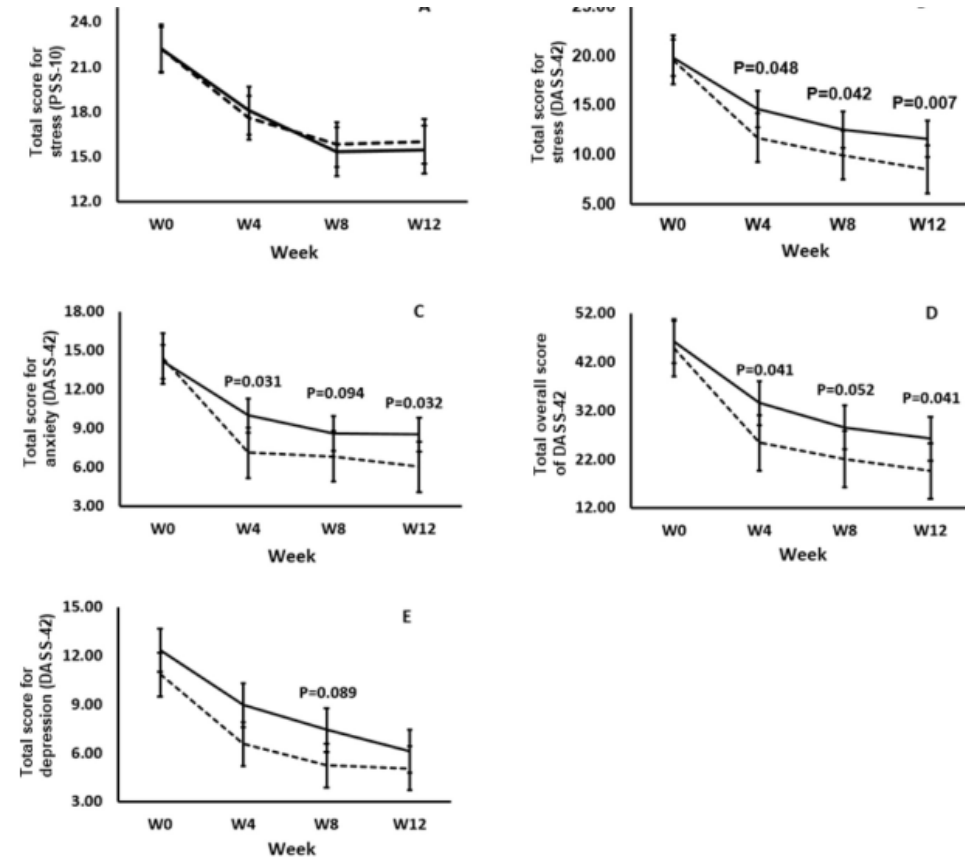 A
24.0
21.0
18.0
15.0
12.0
Total score for
stress (PSS-10)
W0 W4 W8 W12
Week
25.00
20.00
15.00
10.00
5.00
Total score for
stress (DASS-42)
P=0.048
P=0.042
P=0.007
W0 W4 W8 W12
Week
C
18.00
15.00
12.00
9.00
6.00
3.00
Total score for
anxiety (DASS-42)
P=0.031
P=0.094
P=0.032
W0 W4 W8 W12
Week
D
52.00
42.00
32.00
22.00
12.00
Total overall score
of DASS-42
P=0.041
P=0.052
P=0.041
W0 W4 W8 W12
Week
E
15.00
12.00
9.00
6.00
3.00
Total score for
depression (DASS-42)
P=0.089
W0 W4 W8 W12
Week